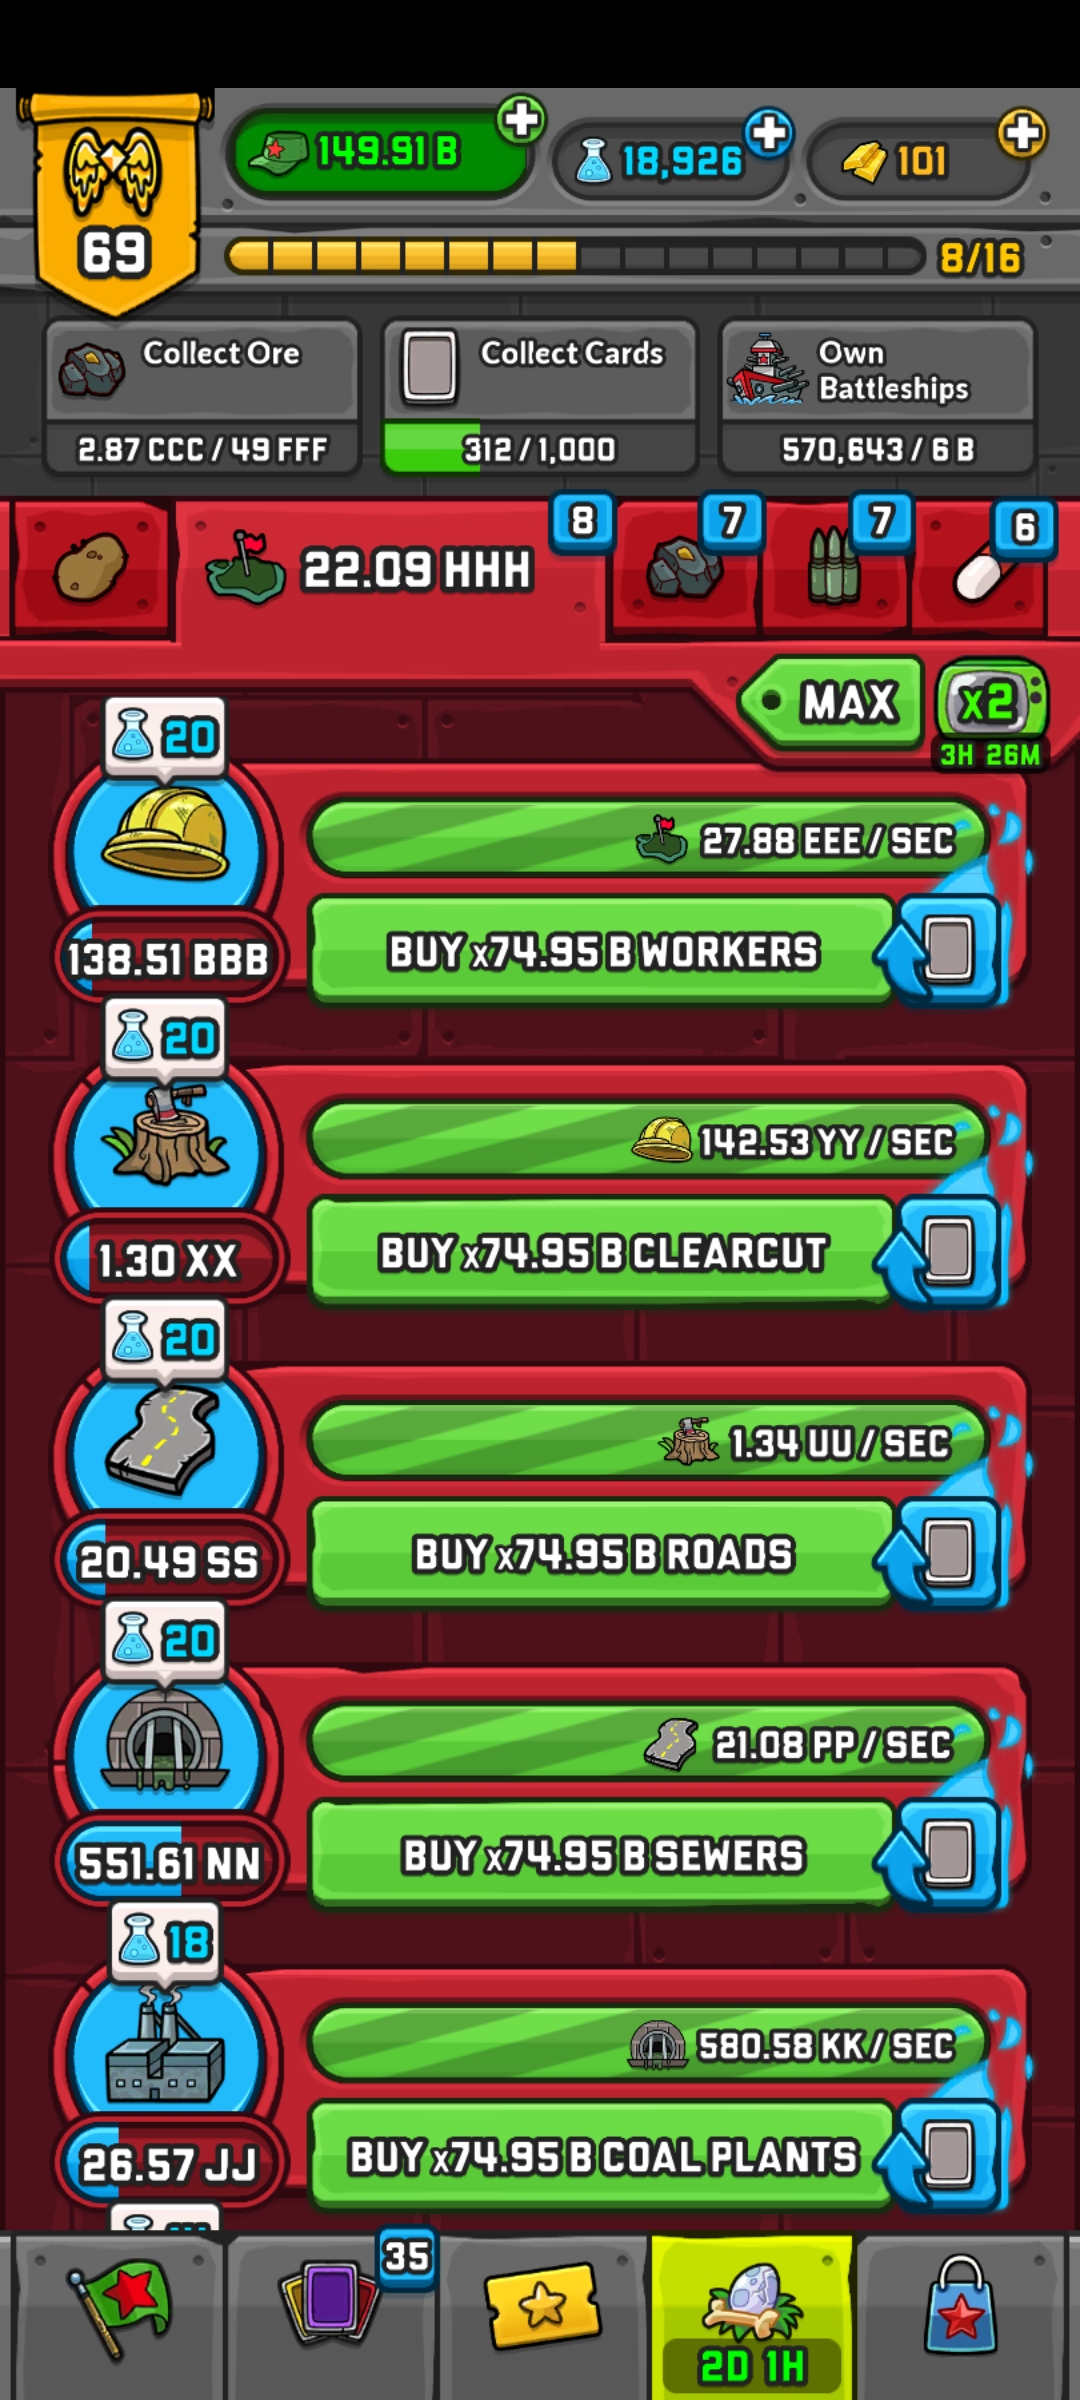 149.91 B
18,926
101
69
8/16
Collect Ore
2.87 CCC / 49 FFF
Collect Cards
312 / 1,000
Own
Battleships
570,643 / 6 B
22.09 HHH
8
7
7
6
MAX
x2
3H 26M
20
27.88 EEE / SEC
138.51 BBB
BUY x74.95 B WORKERS
20
142.53 YY / SEC
1.30 XX
BUY x74.95 B CLEARCUT
20
1.34 UU / SEC
20.49 SS
BUY x74.95 B ROADS
20
21.08 PP / SEC
551.61 NN
BUY x74.95 B SEWERS
18
580.58 KK / SEC
26.57 JJ
BUY x74.95 B COAL PLANTS
35
2D 1H